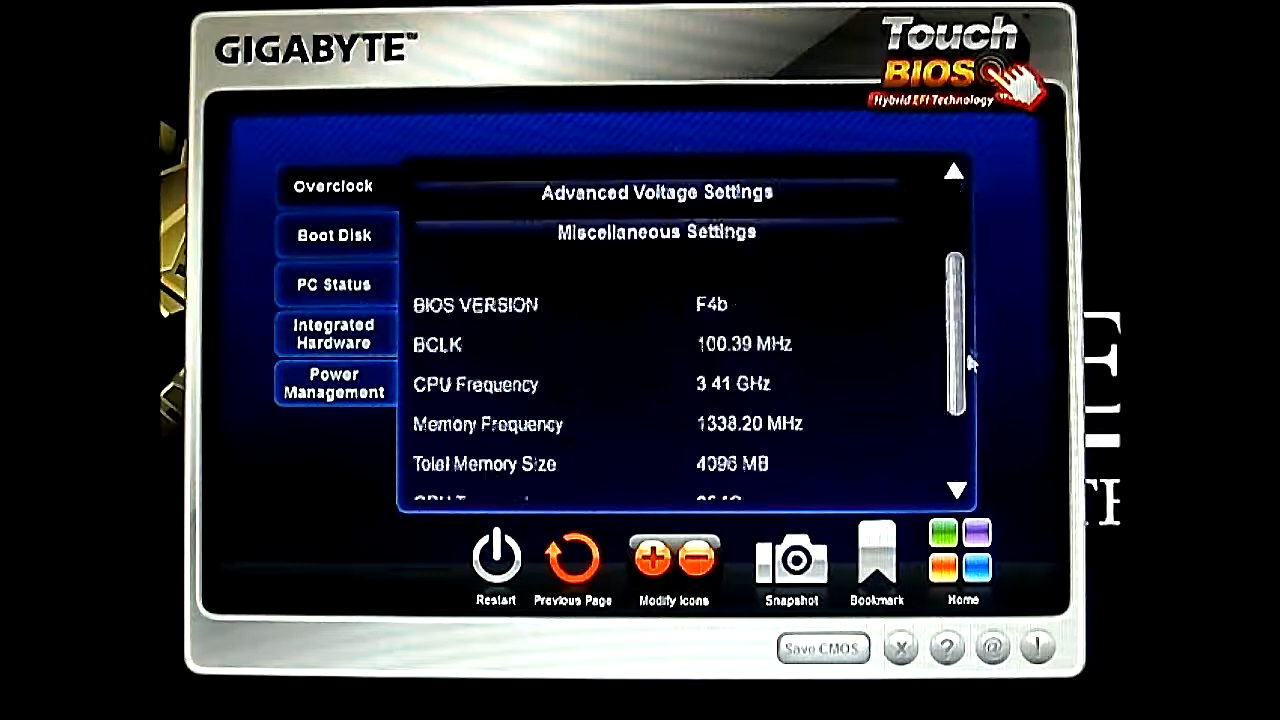 GIGABYTE™
Touch
BIOS
Hybrid EFI Technology
Overclock
Boot Disk
PC Status
Integrated
Hardware
Power
Management
Advanced Voltage Settings
Miscellaneous Settings
BIOS VERSION F4b
BCLK 100.39 MHz
CPU Frequency 3.41 GHz
Memory Frequency 1338.20 MHz
Total Memory Size 4096 MB
Restart
Previous Page
Modify Icons
Snapshot
Bookmark
Home
Save CMOS
X
?
@
!
E